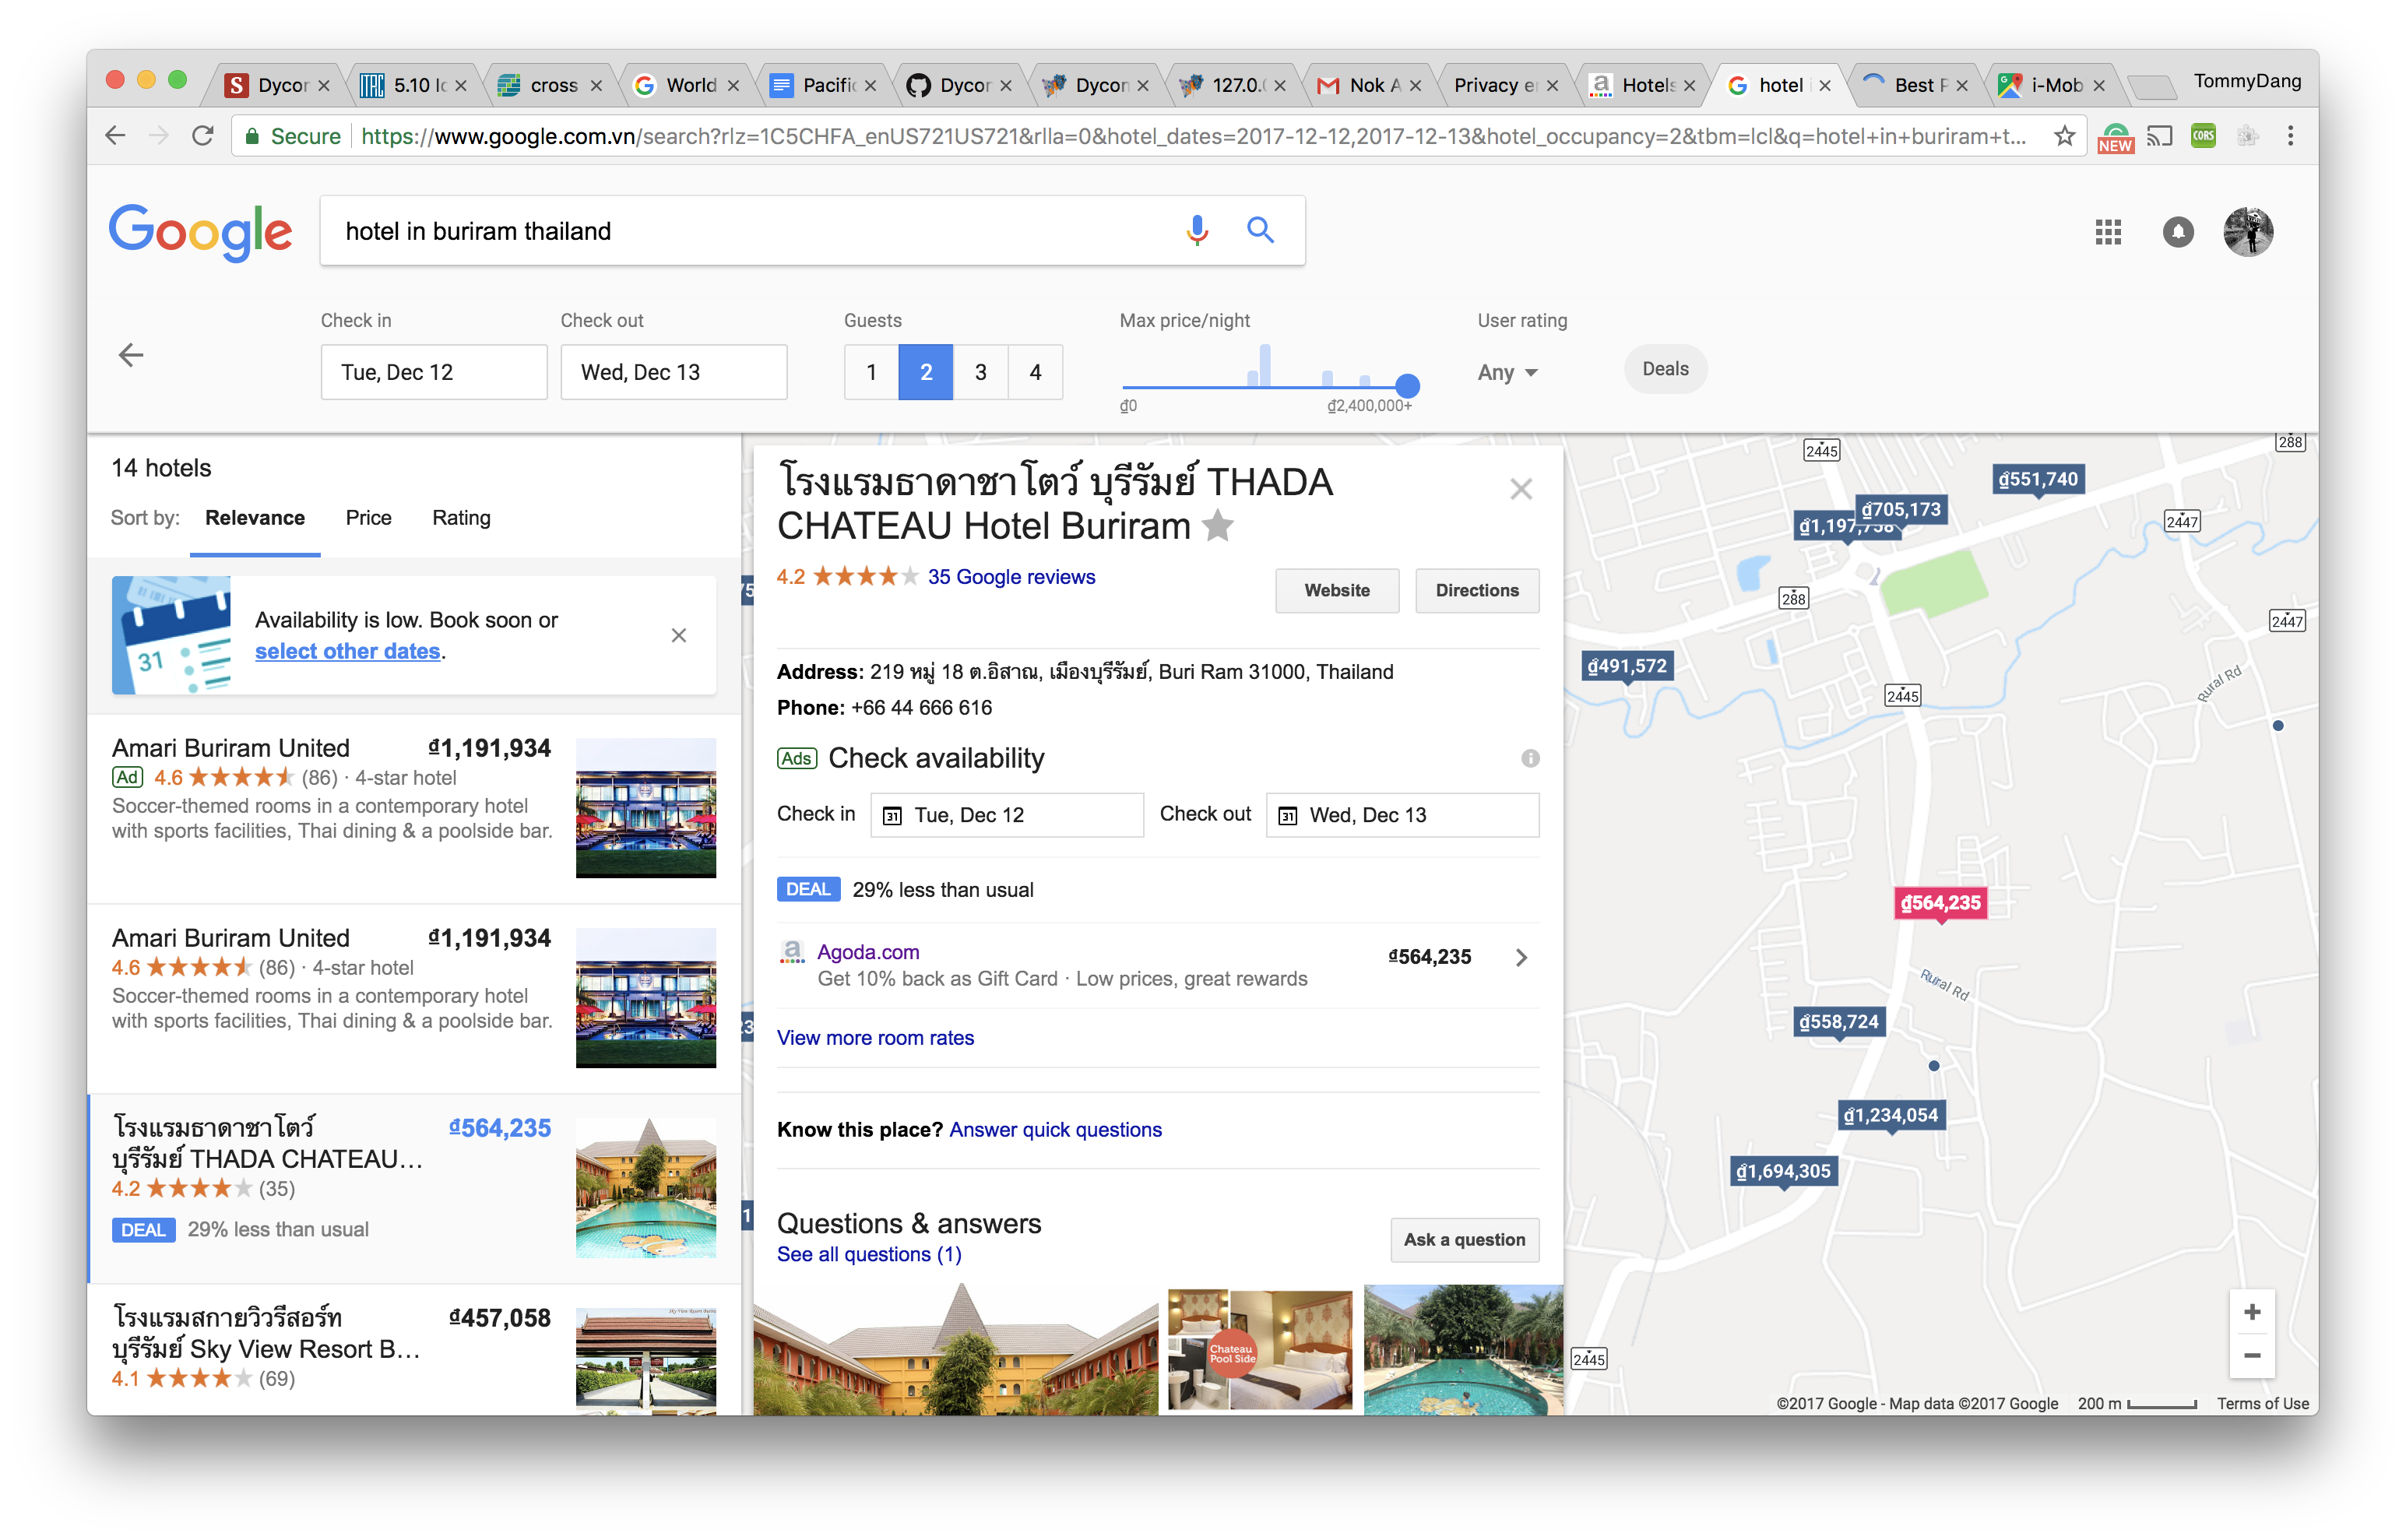 Dycor
5.10 Ic
cross
World
Pacific
Dycor
Dycon
127.0.0
Nok A
Privacy er
Hotels
hotel i
Best P
i-Mob
TommyDang
Secure
https://www.google.com.vn/search?rlz=1C5CHFA_enUS721US721&rlla=0&hotel_dates=2017-12-12,2017-12-13&hotel_occupancy=2&tbm=lcl&q=hotel+in+buriram+t...
NEW
CORS
Google
hotel in buriram thailand
Check in
Check out
Guests
Max price/night
User rating
Tue, Dec 12
Wed, Dec 13
1 2 3 4
Any
Deals
₫0
₫2,400,000+
14 hotels
Sort by: Relevance Price Rating
31
Availability is low. Book soon or
select other dates.
Amari Buriram United ₫1,191,934
Ad 4.6 (86) · 4-star hotel
Soccer-themed rooms in a contemporary hotel
with sports facilities, Thai dining & a poolside bar.
Amari Buriram United ₫1,191,934
4.6 (86) · 4-star hotel
Soccer-themed rooms in a contemporary hotel
with sports facilities, Thai dining & a poolside bar.
โรงแรมธาดาชาโตว์ ₫564,235
บุรีรัมย์ THADA CHATEAU...
4.2 (35)
DEAL 29% less than usual
โรงแรมสกายวิวรีสอร์ท ₫457,058
บุรีรัมย์ Sky View Resort B...
4.1 (69)
โรงแรมธาดาชาโตว์ บุรีรัมย์ THADA
CHATEAU Hotel Buriram
4.2 35 Google reviews
Website
Directions
Address: 219 หมู่ 18 ต.อิสาณ, เมืองบุรีรัมย์, Buri Ram 31000, Thailand
Phone: +66 44 666 616
Ads Check availability
Check in 31 Tue, Dec 12 Check out 31 Wed, Dec 13
DEAL 29% less than usual
Agoda.com ₫564,235
Get 10% back as Gift Card · Low prices, great rewards
View more room rates
Know this place? Answer quick questions
Questions & answers
See all questions (1)
Ask a question
Chateau
Pool Side
2445
288
₫551,740
₫705,173
₫1,197,758
2447
288
2447
₫491,572
2445
Rural Rd
₫564,235
Rural Rd
₫558,724
₫1,234,054
₫1,694,305
2445
©2017 Google - Map data ©2017 Google 200 m Terms of Use